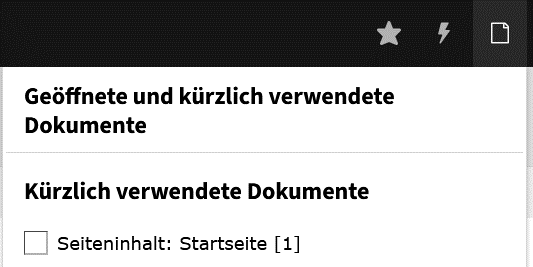 Geöffnete und kürzlich verwendete
Dokumente
Kürzlich verwendete Dokumente
Seiteninhalt: Startseite [1]